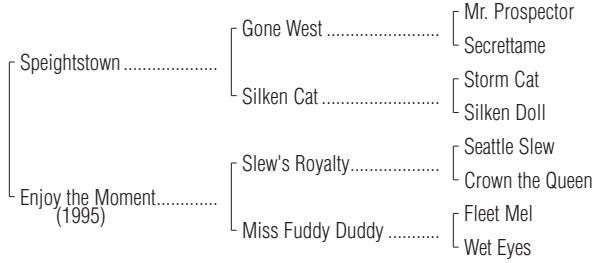 Mr. Prospector
Gone West .......................
Secrettame
Speightstown ...................
Storm Cat
Silken Cat ........................
Silken Doll
Seattle Slew
Slew's Royalty..................
Crown the Queen
Enjoy the Moment............
(1995)
Fleet Mel
Miss Fuddy Duddy ...........
Wet Eyes